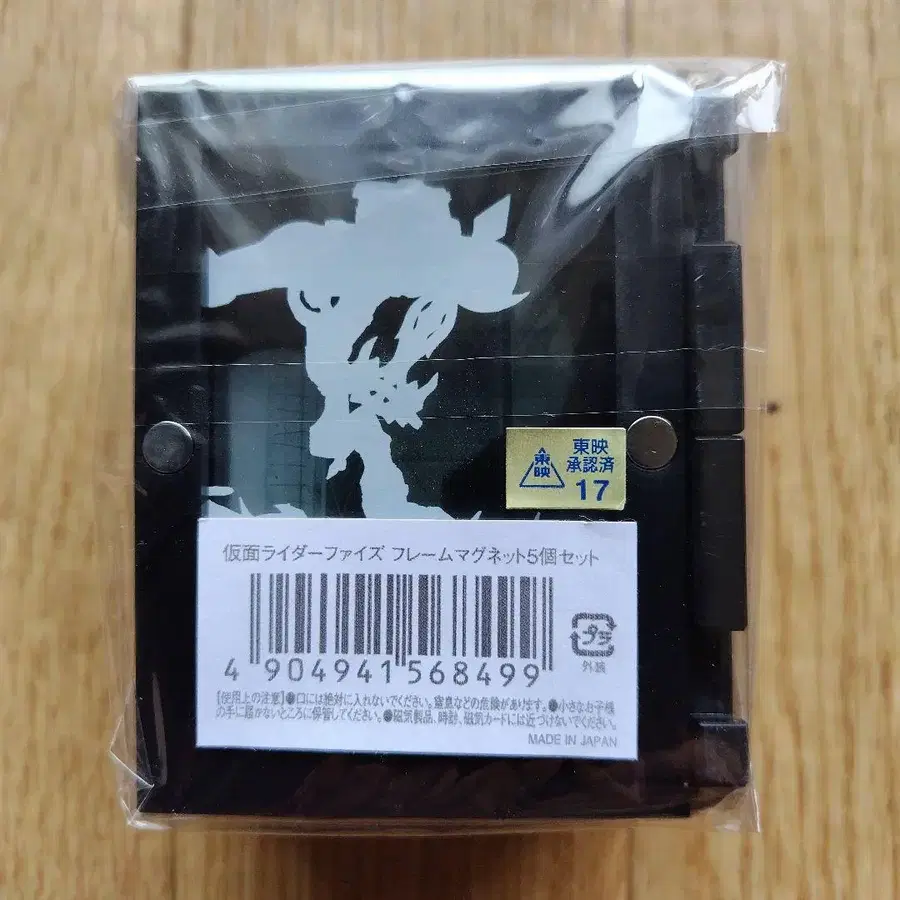 東映
東映
承認済
17
仮面ライダーファイズ フレームマグネット5個セット
4 904941 568499
プラ
外装
【使用上の注意】●口には絶対に入れないでください。窒息などの危険があります。●小さなお子様
の手に届かないところに保管してください。●磁気製品、時計、磁気カードには近づけないでください。
MADE IN JAPAN